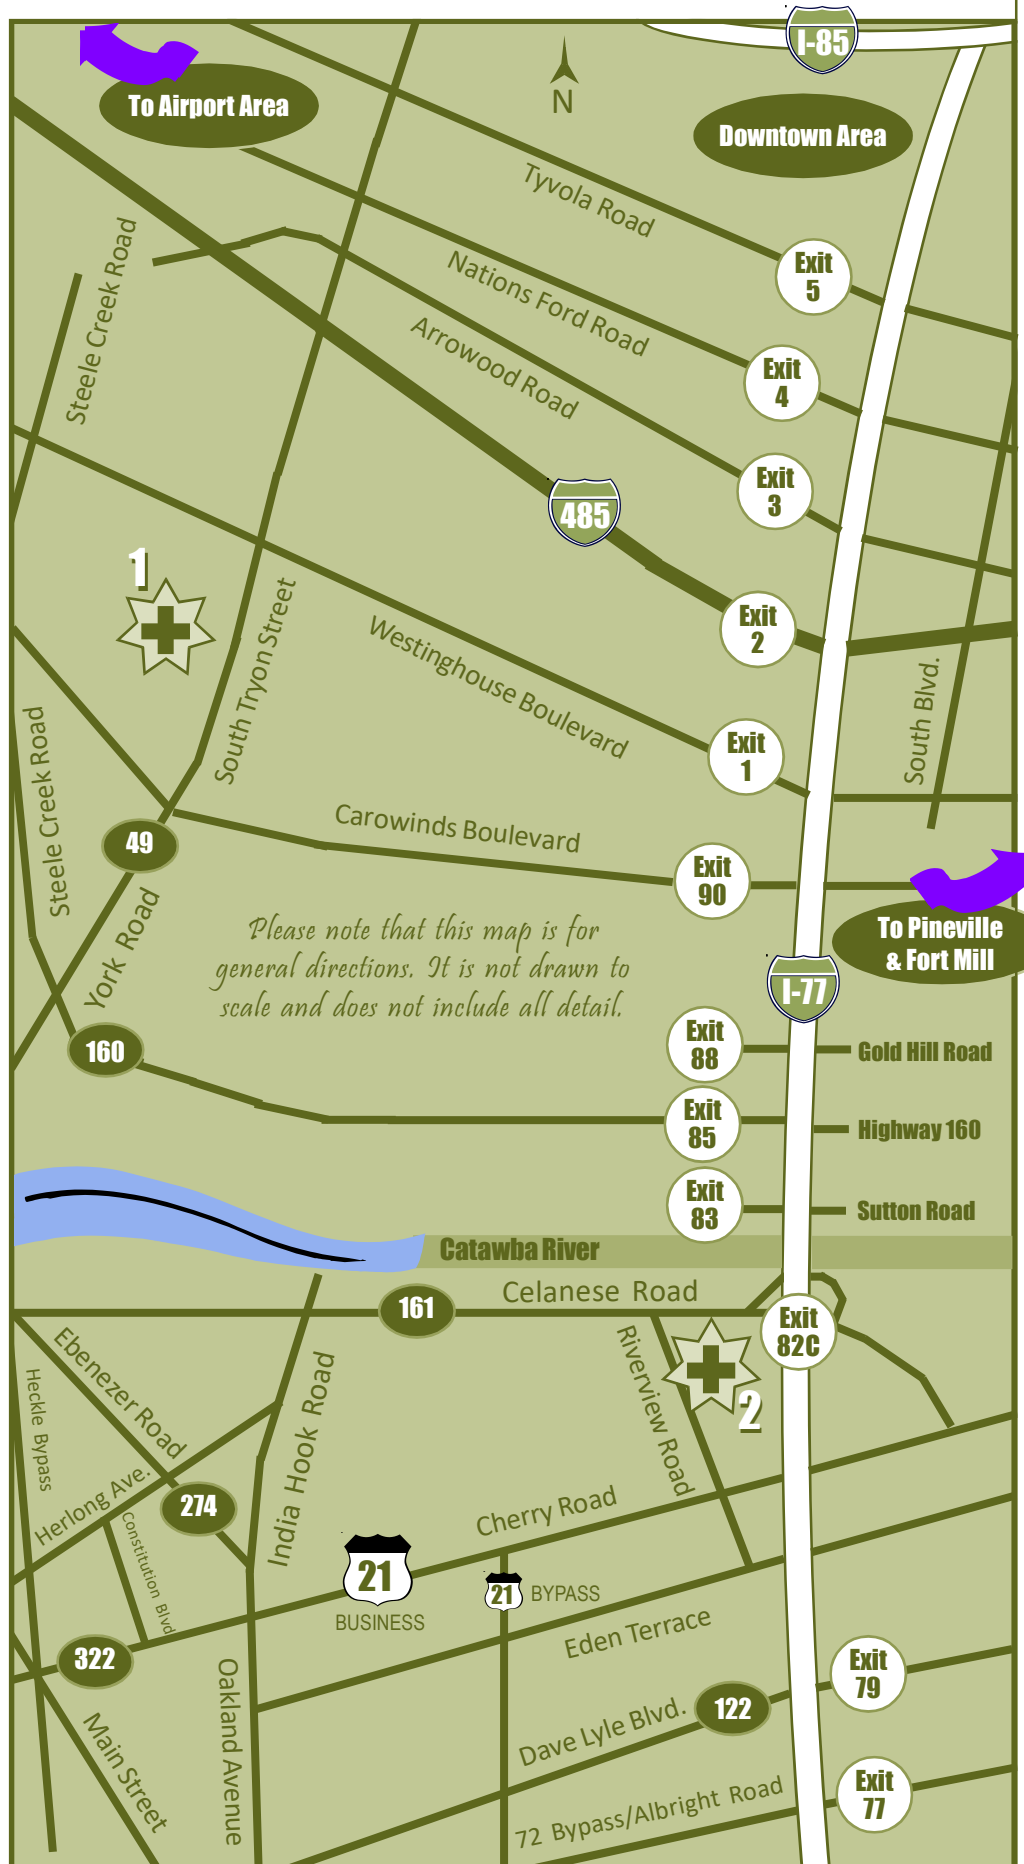 I-85
To Airport Area
N
Downtown Area
Tyvola Road
Exit
5
Steele Creek Road
Nations Ford Road
Arrowood Road
Exit
4
Exit
3
485
1
Exit
2
South Tryon Street
Westinghouse Boulevard
South Blvd.
Exit
1
Steele Creek Road
Carowinds Boulevard
49
Exit
90
York Road
Please note that this map is for
general directions. It is not drawn to
scale and does not include all detail.
To Pineville
& Fort Mill
I-77
160
Exit
88
Gold Hill Road
Exit
85
Highway 160
Exit
83
Sutton Road
Catawba River
Celanese Road
161
Exit
82C
Ebenezer Road
Heckle Bypass
India Hook Road
Riverview Road
2
Herlong Ave.
274
Constitution Blvd
Cherry Road
21
BUSINESS
21
BYPASS
Eden Terrace
322
Exit
79
Oakland Avenue
Main Street
Dave Lyle Blvd.
122
Exit
77
72 Bypass/Albright Road